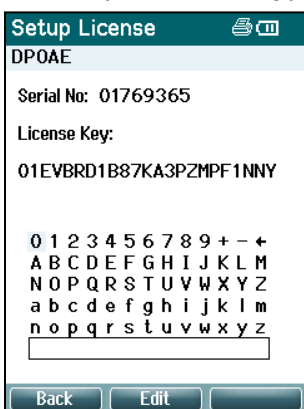 Setup License
DPOAE
Serial No: 01769365
License Key:
01EVBRD1B87KA3PZMPF1NNY
0 1 2 3 4 5 6 7 8 9 + - ←
A B C D E F G H I J K L M
N O P Q R S T U V W X Y Z
a b c d e f g h i j k l m
n o p q r s t u v w x y z
Back Edit